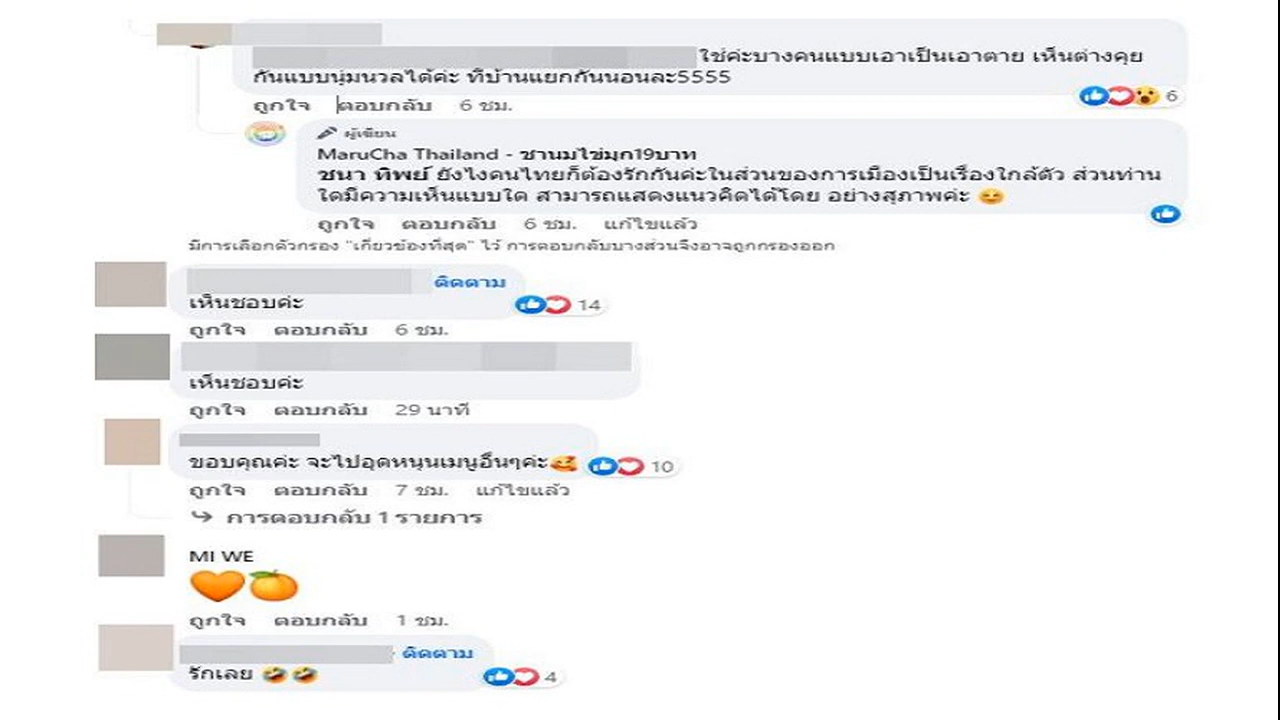 ใช่ค่ะบางคนแบบเอาเป็นเอาตาย เห็นต่างคุย
กันแบบนุ่มนวลได้ค่ะ ที่บ้านแยกกันนอนละ5555
ถูกใจ ตอบกลับ 6 ชม. 6
ผู้เขียน
MaruCha Thailand - ชานมไข่มุก19บาท
ชนา ทิพย์ ยังไงคนไทยก็ต้องรักกันค่ะในส่วนของการเมืองเป็นเรื่องใกล้ตัว ส่วนท่าน
ใดมีความเห็นแบบใด สามารถแสดงแนวคิดได้โดย อย่างสุภาพค่ะ 😊
ถูกใจ ตอบกลับ 6 ชม. แก้ไขแล้ว
มีการเลือกตัวกรอง "เกี่ยวข้องที่สุด" ไว้ การตอบกลับบางส่วนจึงอาจถูกกรองออก
ติดตาม
เห็นชอบค่ะ 14
ถูกใจ ตอบกลับ 6 ชม.
เห็นชอบค่ะ
ถูกใจ ตอบกลับ 29 นาที
ขอบคุณค่ะ จะไปอุดหนุนเมนูอื่นๆค่ะ🥰 10
ถูกใจ ตอบกลับ 7 ชม. แก้ไขแล้ว
การตอบกลับ 1 รายการ
MI WE
🧡🍊
ถูกใจ ตอบกลับ 1 ชม.
ติดตาม
รักเลย 🤣🤣 4